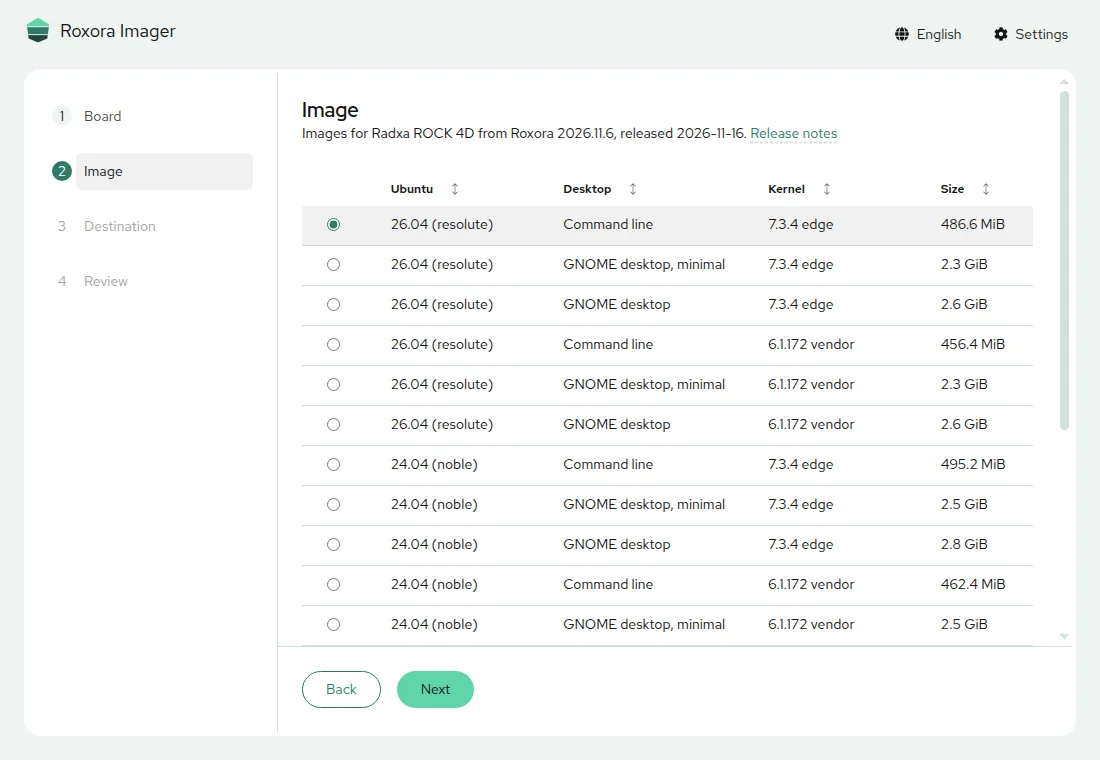 Roxora Imager
English
Settings
1 Board
2 Image
3 Destination
4 Review
Image
Images for Radxa ROCK 4D from Roxora 2026.11.6, released 2026-11-16. Release notes
Ubuntu Desktop Kernel Size
26.04 (resolute) Command line 7.3.4 edge 486.6 MiB
26.04 (resolute) GNOME desktop, minimal 7.3.4 edge 2.3 GiB
26.04 (resolute) GNOME desktop 7.3.4 edge 2.6 GiB
26.04 (resolute) Command line 6.1.172 vendor 456.4 MiB
26.04 (resolute) GNOME desktop, minimal 6.1.172 vendor 2.3 GiB
26.04 (resolute) GNOME desktop 6.1.172 vendor 2.6 GiB
24.04 (noble) Command line 7.3.4 edge 495.2 MiB
24.04 (noble) GNOME desktop, minimal 7.3.4 edge 2.5 GiB
24.04 (noble) GNOME desktop 7.3.4 edge 2.8 GiB
24.04 (noble) Command line 6.1.172 vendor 462.4 MiB
24.04 (noble) GNOME desktop, minimal 6.1.172 vendor 2.5 GiB
Back
Next